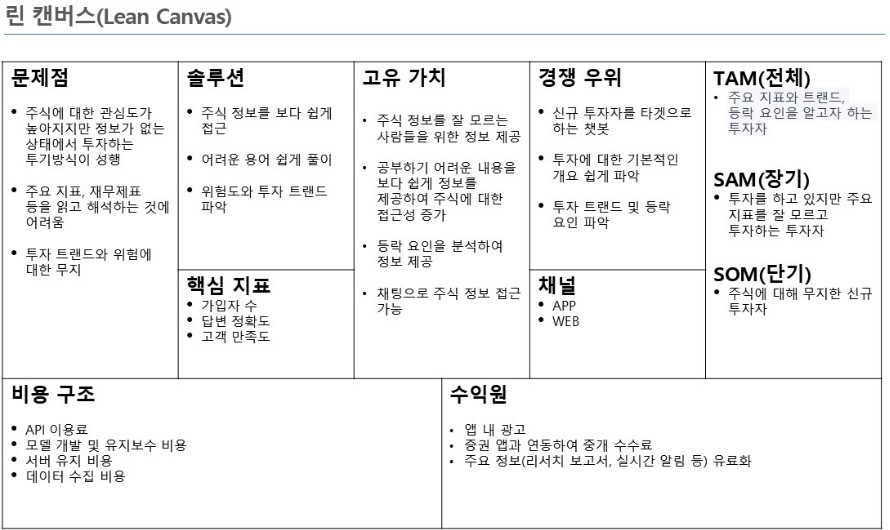 린 캔버스(Lean Canvas)
문제점
• 주식에 대한 관심도가
높아지지만 정보가 없는
상태에서 투자하는
투기방식이 성행
• 주요 지표, 재무제표
등을 읽고 해석하는 것에
어려움
• 투자 트랜드와 위험에
대한 무지
솔루션
• 주식 정보를 보다 쉽게
접근
• 어려운 용어 쉽게 풀이
• 위험도와 투자 트랜드
파악
핵심 지표
• 가입자 수
• 답변 정확도
• 고객 만족도
고유 가치
• 주식 정보를 잘 모르는
사람들을 위한 정보 제공
• 공부하기 어려운 내용을
보다 쉽게 정보를
제공하여 주식에 대한
접근성 증가
• 등락 요인을 분석하여
정보 제공
• 채팅으로 주식 정보 접근
가능
경쟁 우위
• 신규 투자자를 타겟으로
하는 챗봇
• 투자에 대한 기본적인
개요 쉽게 파악
• 투자 트랜드 및 등락
요인 파악
채널
• APP
• WEB
TAM(전체)
• 주요 지표와 트랜드,
등락 요인을 알고자 하는
투자자
SAM(장기)
• 투자를 하고 있지만 주요
지표를 잘 모르고
투자하는 투자자
SOM(단기)
• 주식에 대해 무지한 신규
투자자
비용 구조
• API 이용료
• 모델 개발 및 유지보수 비용
• 서버 유지 비용
• 데이터 수집 비용
수익원
• 앱 내 광고
• 증권 앱과 연동하여 중개 수수료
• 주요 정보(리서치 보고서, 실시간 알림 등) 유료화